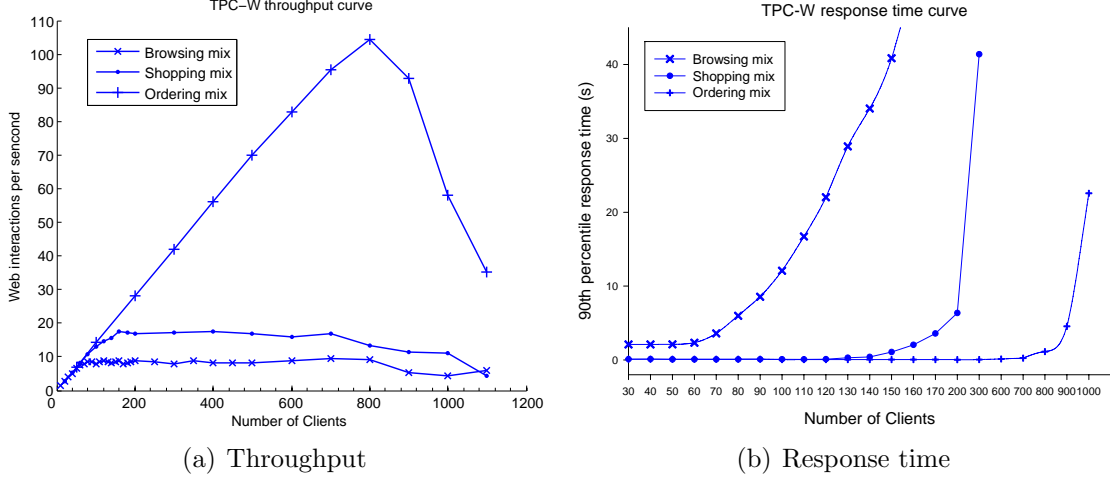 TPC−W throughput curve
Web interactions per sencond
110
100
90
80
70
60
50
40
30
20
10
0
Browsing mix
Shopping mix
Ordering mix
0 200 400 600 800 1000 1200
Number of Clients
(a) Throughput
TPC-W response time curve
90th percentile response time (s)
40
30
20
10
0
Browsing mix
Shopping mix
Ordering mix
30 40 50 60 70 80 90 100 110 120 130 140 150 160 170 200 300 400 500 600 700 800 9001000
Number of Clients
(b) Response time